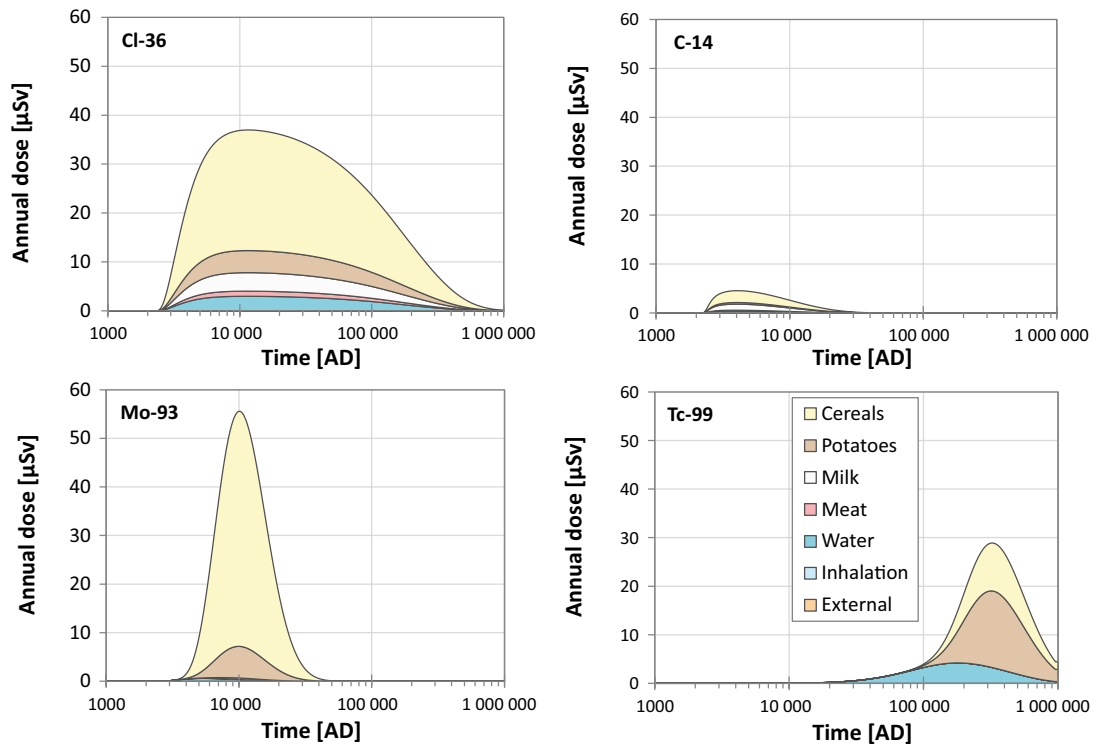 Cl-36
Annual dose [µSv]
60
50
40
30
20
10
0
1000
10 000
100 000
1 000 000
Time [AD]
C-14
Annual dose [µSv]
60
50
40
30
20
10
0
1000
10 000
100 000
1 000 000
Time [AD]
Mo-93
Annual dose [µSv]
60
50
40
30
20
10
0
1000
10 000
100 000
1 000 000
Time [AD]
Tc-99
Annual dose [µSv]
60
50
40
30
20
10
0
Cereals
Potatoes
Milk
Meat
Water
Inhalation
External
1000
10 000
100 000
1 000 000
Time [AD]